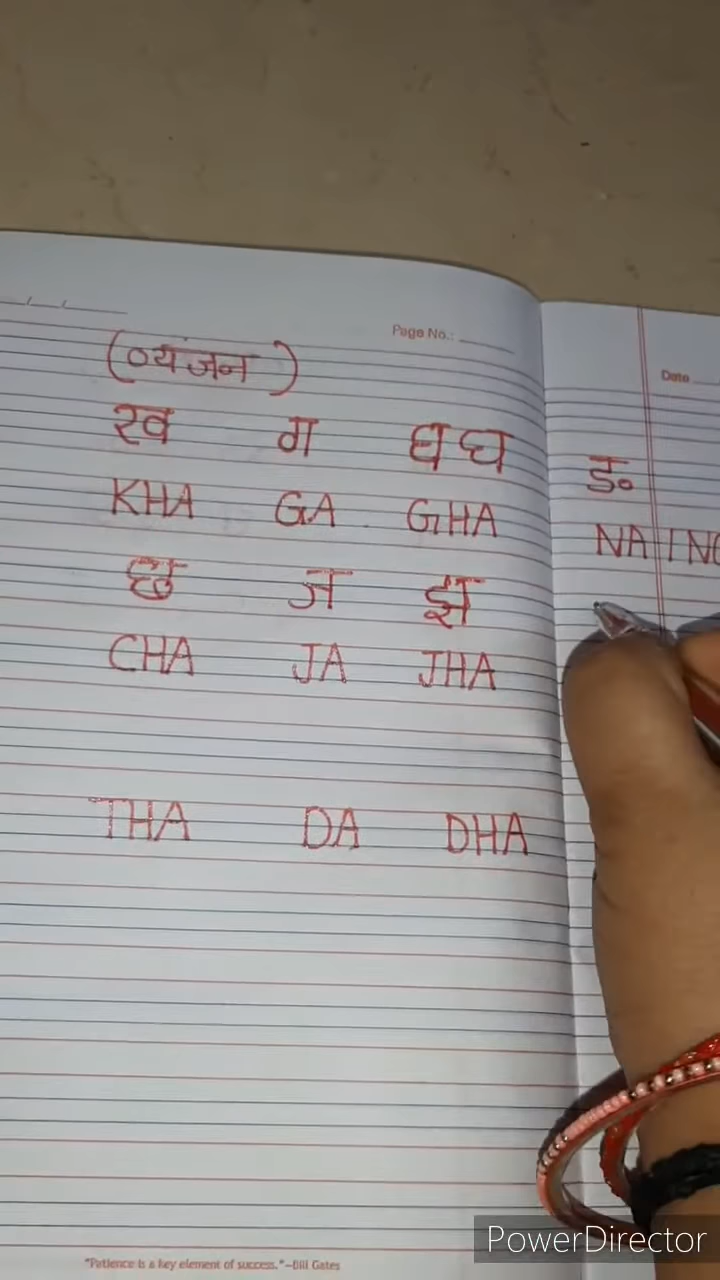 Page No.:
Date
(व्यंजन)
ख ग घ घ ङ
KHA GA GHA NA I NG
छ ज झ
CHA JA JHA
THA DA DHA
"Patience is a key element of success."—Bill Gates
PowerDirector